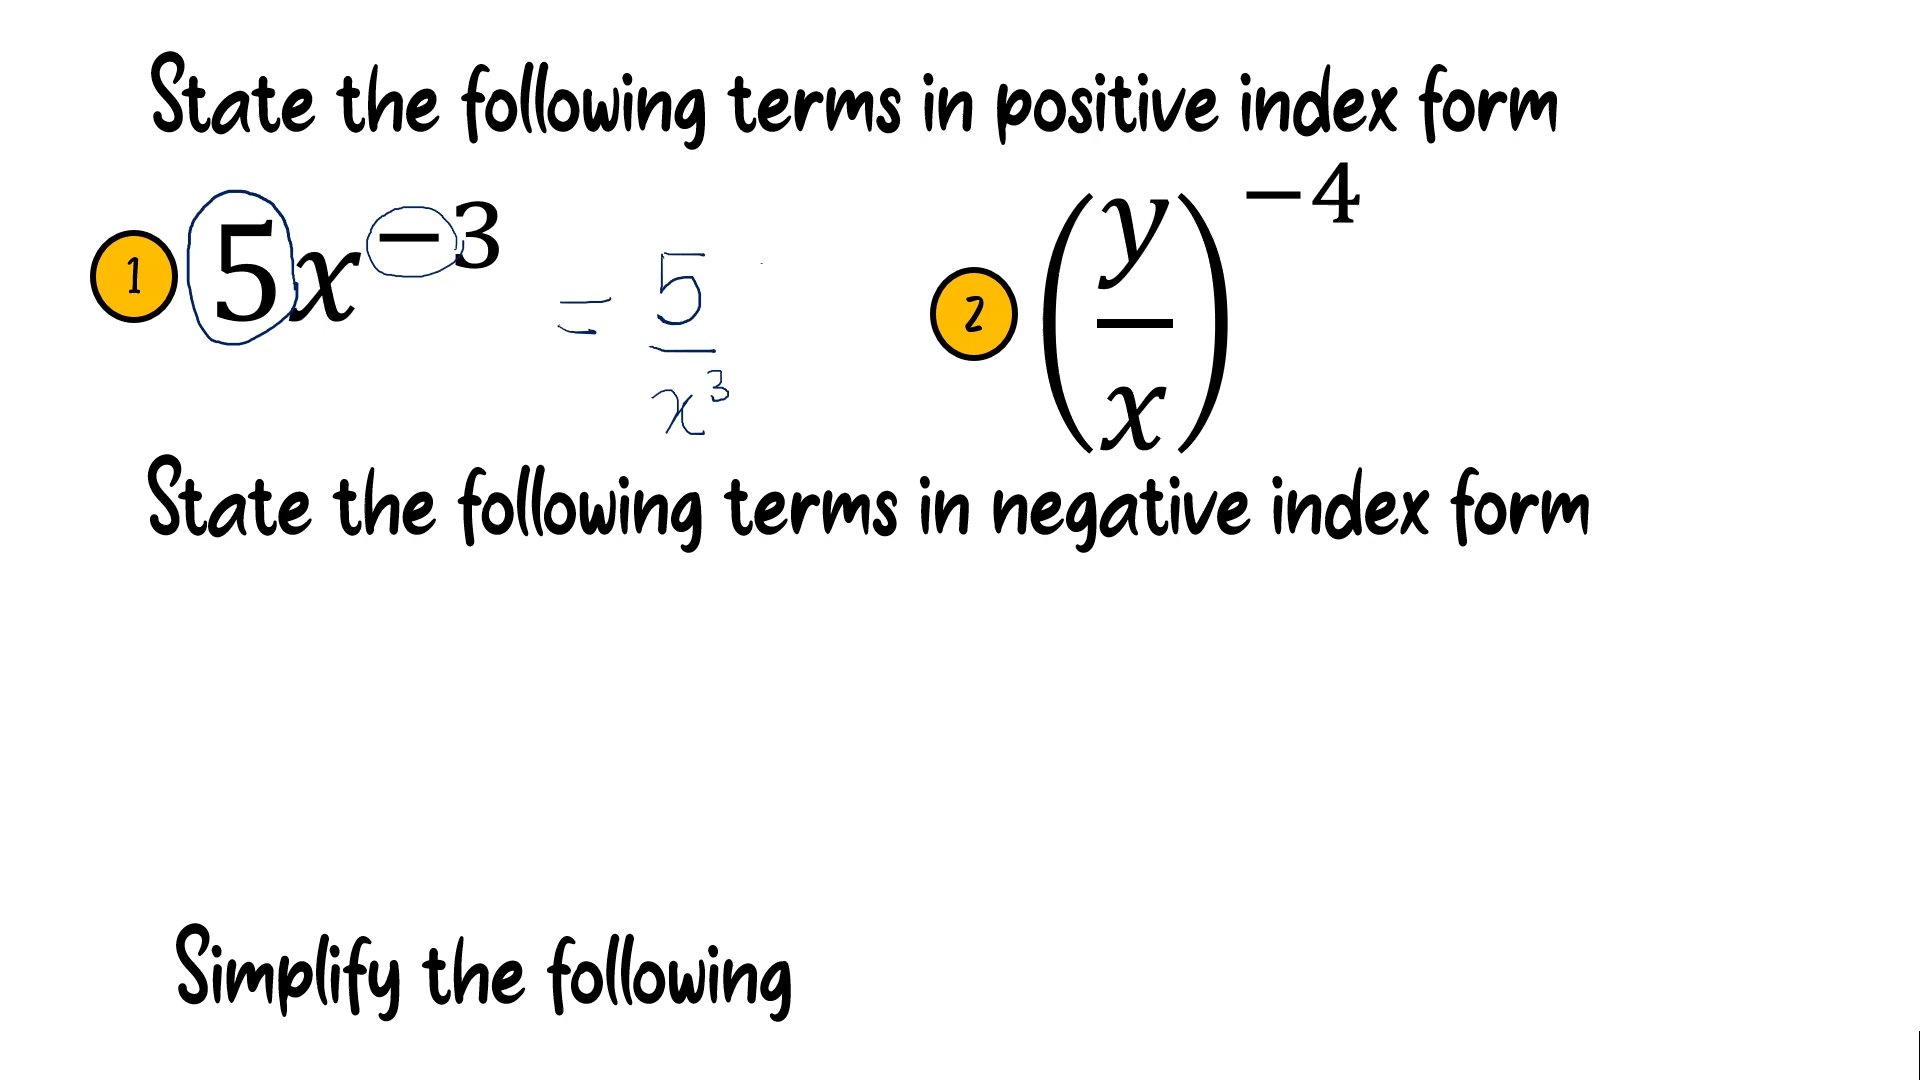 State the following terms in positive index form
1 5x⁻³ = 5/x³
2 (y/x)⁻⁴
State the following terms in negative index form
Simplify the following